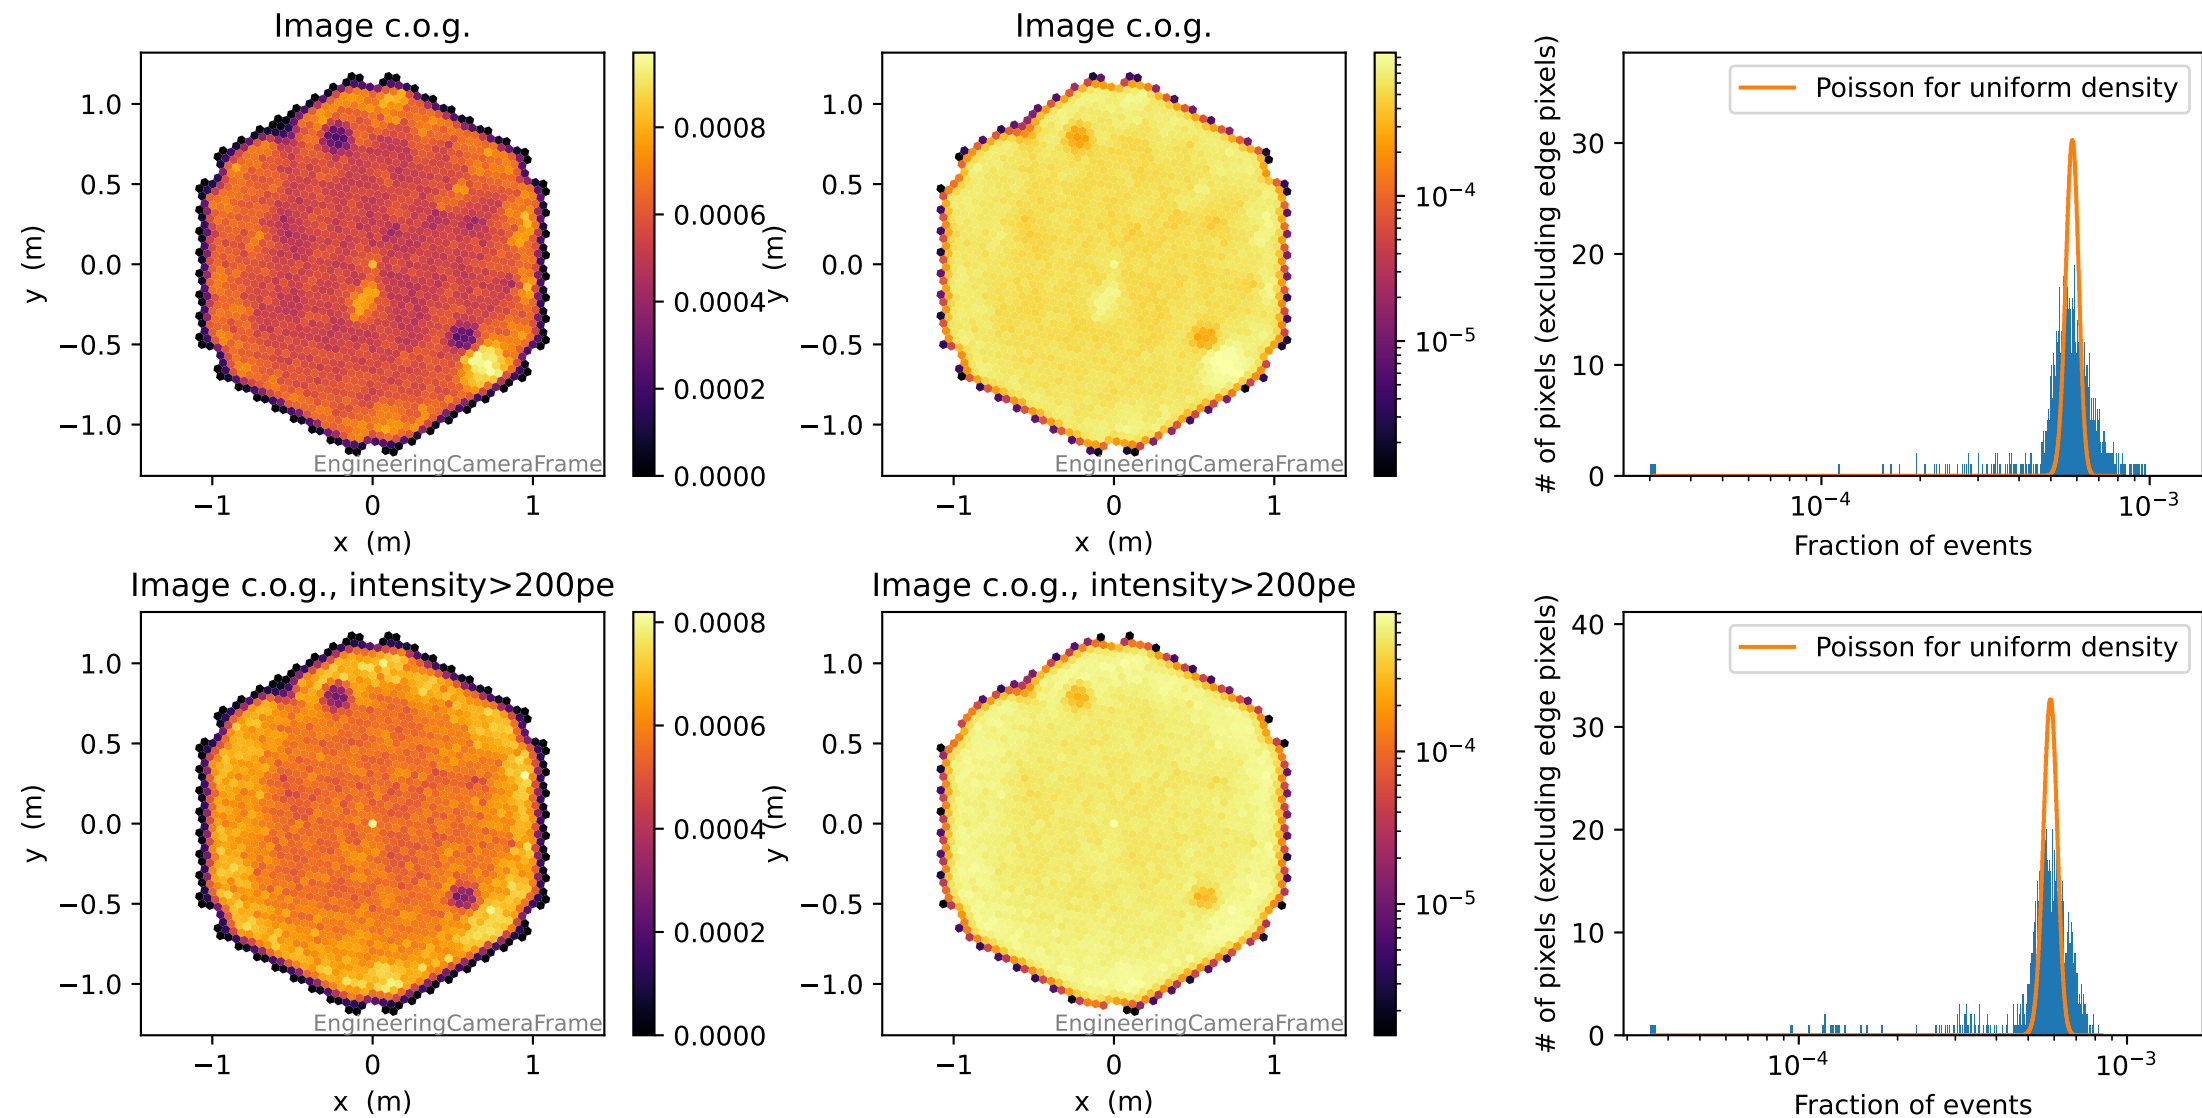 Image c.o.g.
1.0
0.5
0.0
−0.5
−1.0
y (m)
−1
0
1
x (m)
EngineeringCameraFrame
0.0008
0.0006
0.0004
0.0002
0.0000
Image c.o.g.
1.0
0.5
0.0
−0.5
−1.0
y (m)
−1
0
1
x (m)
EngineeringCameraFrame
10⁻⁴
10⁻⁵
# of pixels (excluding edge pixels)
30
20
10
0
Poisson for uniform density
10⁻⁴
10⁻³
Fraction of events
Image c.o.g., intensity>200pe
1.0
0.5
0.0
−0.5
−1.0
y (m)
−1
0
1
x (m)
EngineeringCameraFrame
0.0008
0.0006
0.0004
0.0002
0.0000
Image c.o.g., intensity>200pe
1.0
0.5
0.0
−0.5
−1.0
y (m)
−1
0
1
x (m)
EngineeringCameraFrame
10⁻⁴
10⁻⁵
# of pixels (excluding edge pixels)
40
30
20
10
0
Poisson for uniform density
10⁻⁴
10⁻³
Fraction of events